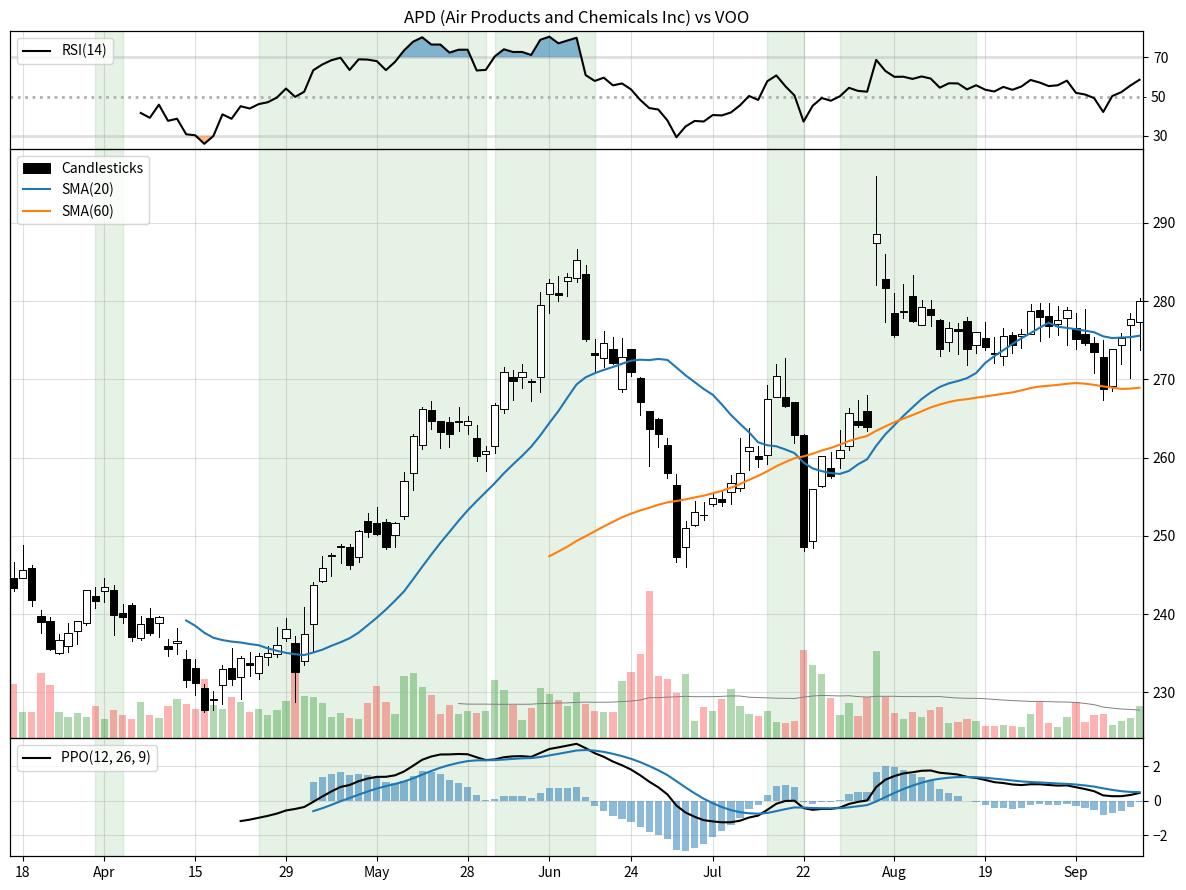 APD (Air Products and Chemicals Inc) vs VOO
RSI(14)
70
50
30
Candlesticks
SMA(20)
SMA(60)
290
280
270
260
250
240
230
PPO(12, 26, 9)
2
0
−2
18 Apr 15 29 May 28 Jun 24 Jul 22 Aug 19 Sep